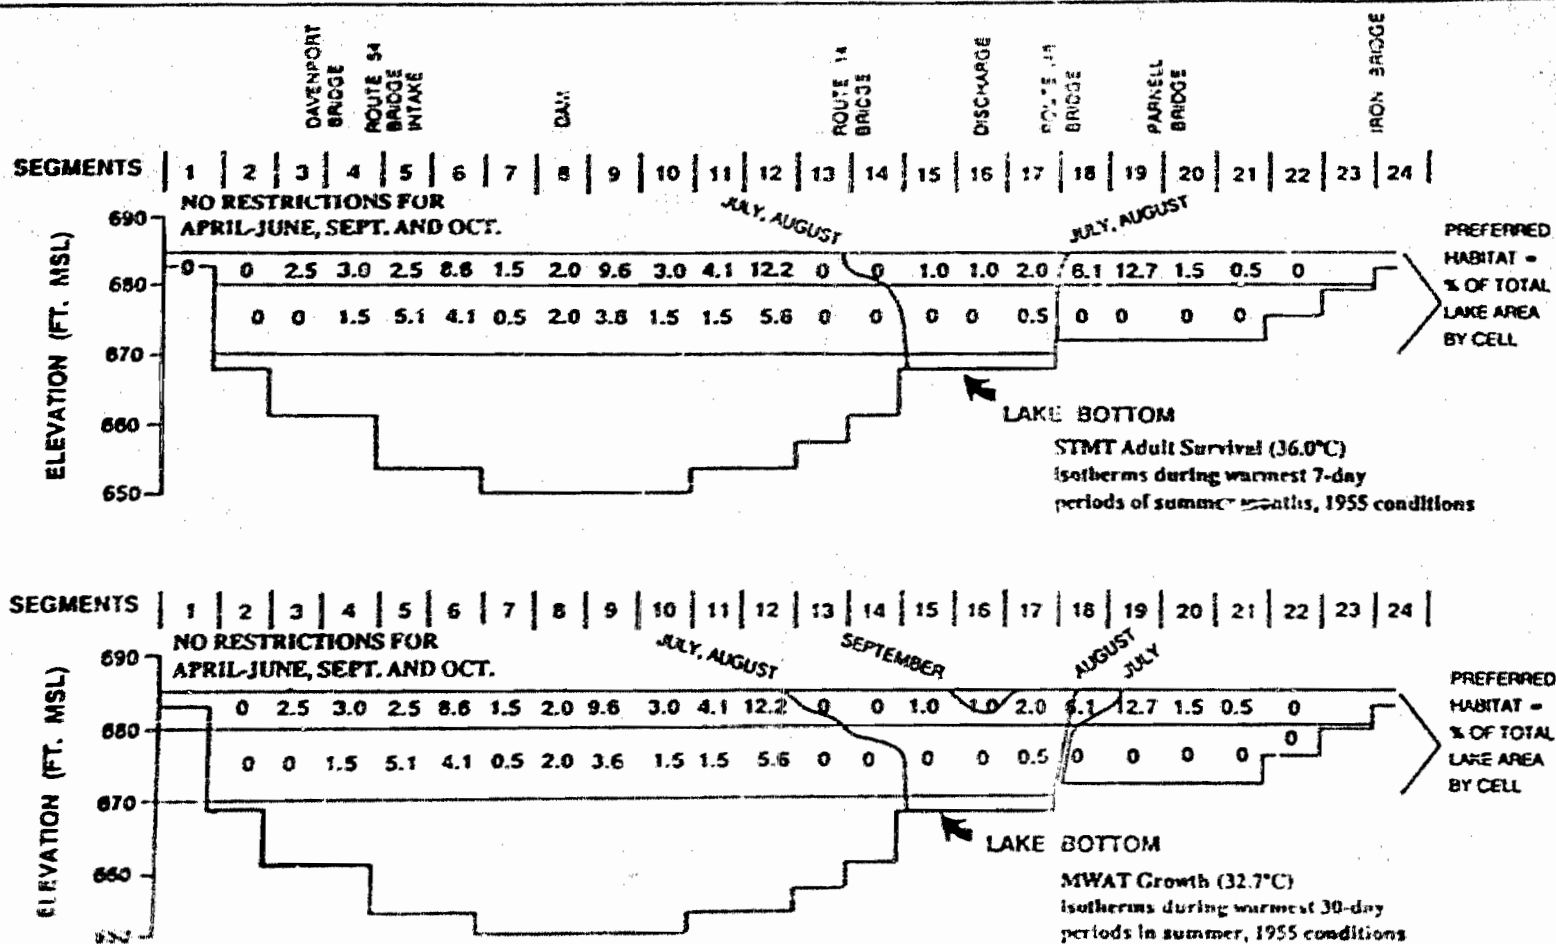 DAVENPORT
BRIDGE
ROUTE 54
BRIDGE
INTAKE
DAM
ROUTE 14
BRIDGE
DISCHARGE
ROUTE
BRIDGE
PARNELL
BRIDGE
IRON BRIDGE
SEGMENTS 1 2 3 4 5 6 7 8 9 10 11 12 13 14 15 16 17 18 19 20 21 22 23 24
NO RESTRICTIONS FOR
APRIL-JUNE, SEPT. AND OCT.
JULY, AUGUST
JULY, AUGUST
ELEVATION (FT. MSL)
690
680
670
660
650
0 0 2.5 3.0 2.5 8.6 1.5 2.0 9.6 3.0 4.1 12.2 0 0 1.0 1.0 2.0 6.1 12.7 1.5 0.5 0
0 0 1.5 5.1 4.1 0.5 2.0 3.6 1.5 1.5 5.6 0 0 0 0 0.5 0 0 0 0
PREFERRED
HABITAT =
% OF TOTAL
LAKE AREA
BY CELL
LAKE BOTTOM
STMT Adult Survival (36.0°C)
isotherms during warmest 7-day
periods of summer months, 1955 conditions
SEGMENTS 1 2 3 4 5 6 7 8 9 10 11 12 13 14 15 16 17 18 19 20 21 22 23 24
NO RESTRICTIONS FOR
APRIL-JUNE, SEPT. AND OCT.
JULY, AUGUST
SEPTEMBER
AUGUST
JULY
ELEVATION (FT. MSL)
690
680
670
660
0 2.5 3.0 2.5 8.6 1.5 2.0 9.6 3.0 4.1 12.2 0 0 1.0 1.0 2.0 6.1 12.7 1.5 0.5 0
0 0 1.5 5.1 4.1 0.5 2.0 3.6 1.5 1.5 5.6 0 0 0 0 0.5 0 0 0 0 0
PREFERRED
HABITAT =
% OF TOTAL
LAKE AREA
BY CELL
LAKE BOTTOM
MWAT Growth (32.7°C)
isotherms during warmest 30-day
periods in summer, 1955 conditions